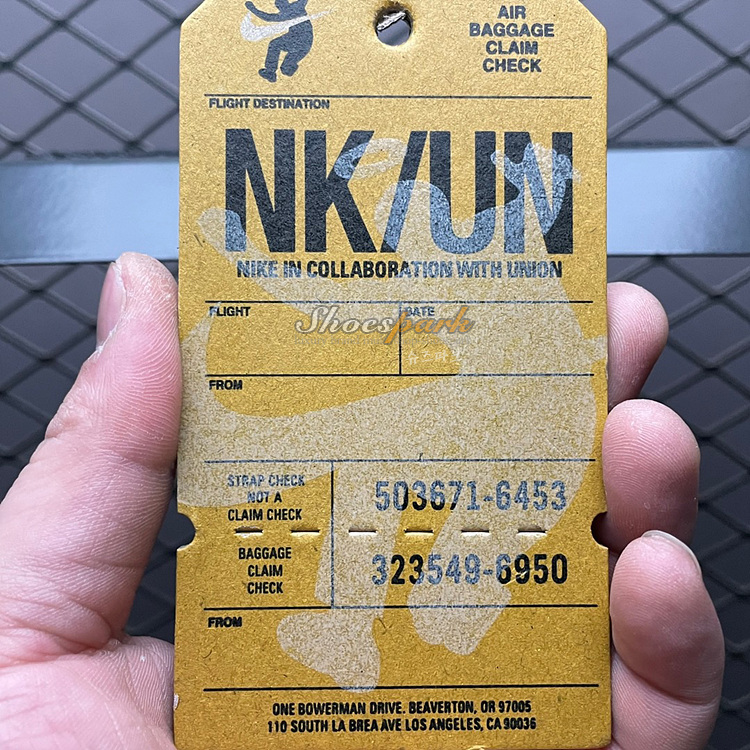 AIR
BAGGAGE
CLAIM
CHECK
FLIGHT DESTINATION
NK/UN
NIKE IN COLLABORATION WITH UNION
FLIGHT
DATE
Shoespark
FROM
STRAP CHECK
NOT A
CLAIM CHECK
503671-6453
BAGGAGE
CLAIM
CHECK
323549-6950
FROM
ONE BOWERMAN DRIVE. BEAVERTON, OR 97005
110 SOUTH LA BREA AVE LOS ANGELES, CA 90036